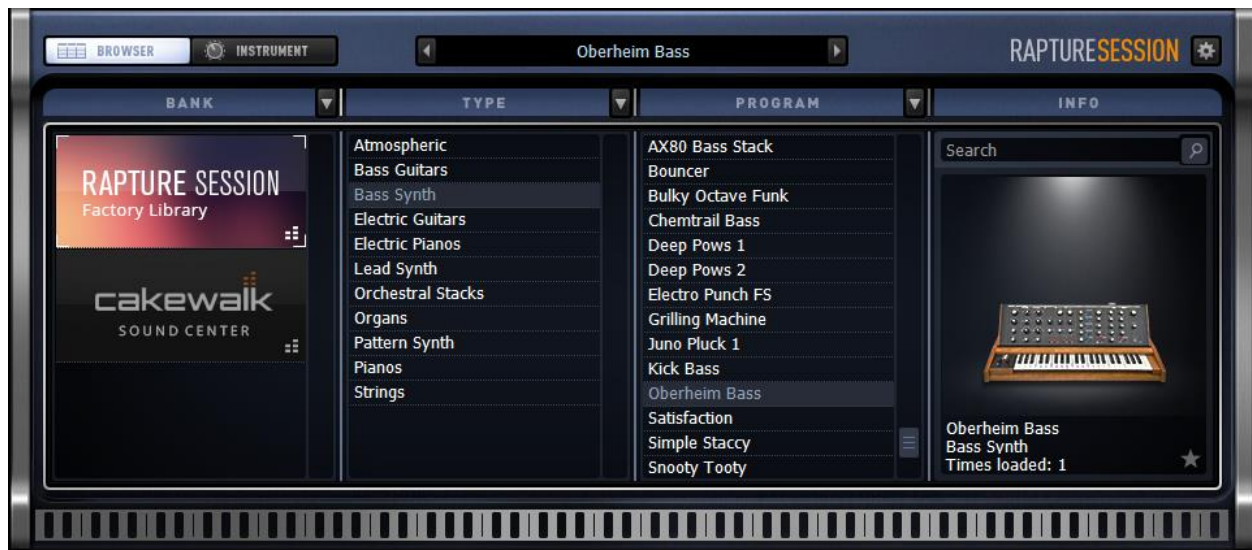 BROWSER
INSTRUMENT
Oberheim Bass
RAPTURESESSION
BANK
TYPE
PROGRAM
INFO
RAPTURE SESSION
Factory Library
cakewalk
SOUND CENTER
Atmospheric
Bass Guitars
Bass Synth
Electric Guitars
Electric Pianos
Lead Synth
Orchestral Stacks
Organs
Pattern Synth
Pianos
Strings
AX80 Bass Stack
Bouncer
Bulky Octave Funk
Chemtrail Bass
Deep Pows 1
Deep Pows 2
Electro Punch FS
Grilling Machine
Juno Pluck 1
Kick Bass
Oberheim Bass
Satisfaction
Simple Staccy
Snooty Tooty
Search
Oberheim Bass
Bass Synth
Times loaded: 1